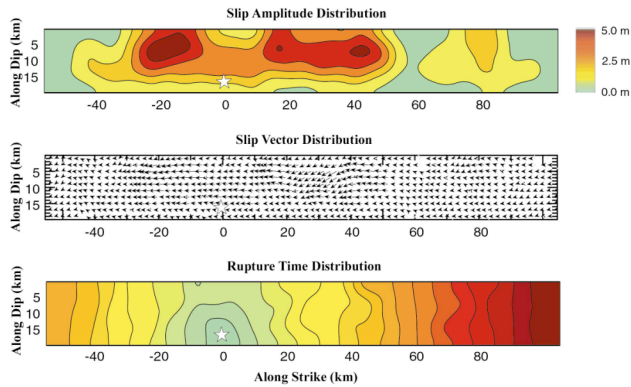 Slip Amplitude Distribution
Along Dip (km)
5
10
15
-40 -20 0 20 40 60 80
5.0 m
2.5 m
0.0 m
Slip Vector Distribution
Along Dip (km)
5
10
15
-40 -20 0 20 40 60 80
Rupture Time Distribution
Along Dip (km)
5
10
15
-40 -20 0 20 40 60 80
Along Strike (km)